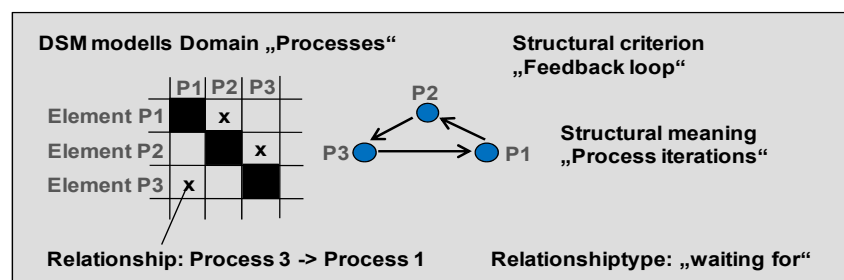 DSM modells Domain „Processes“
Structural criterion
„Feedback loop“
P1 P2 P3
Element P1 x
Element P2 x
Element P3 x
P2
P3
P1
Structural meaning
„Process iterations“
Relationship: Process 3 -> Process 1
Relationshiptype: „waiting for“